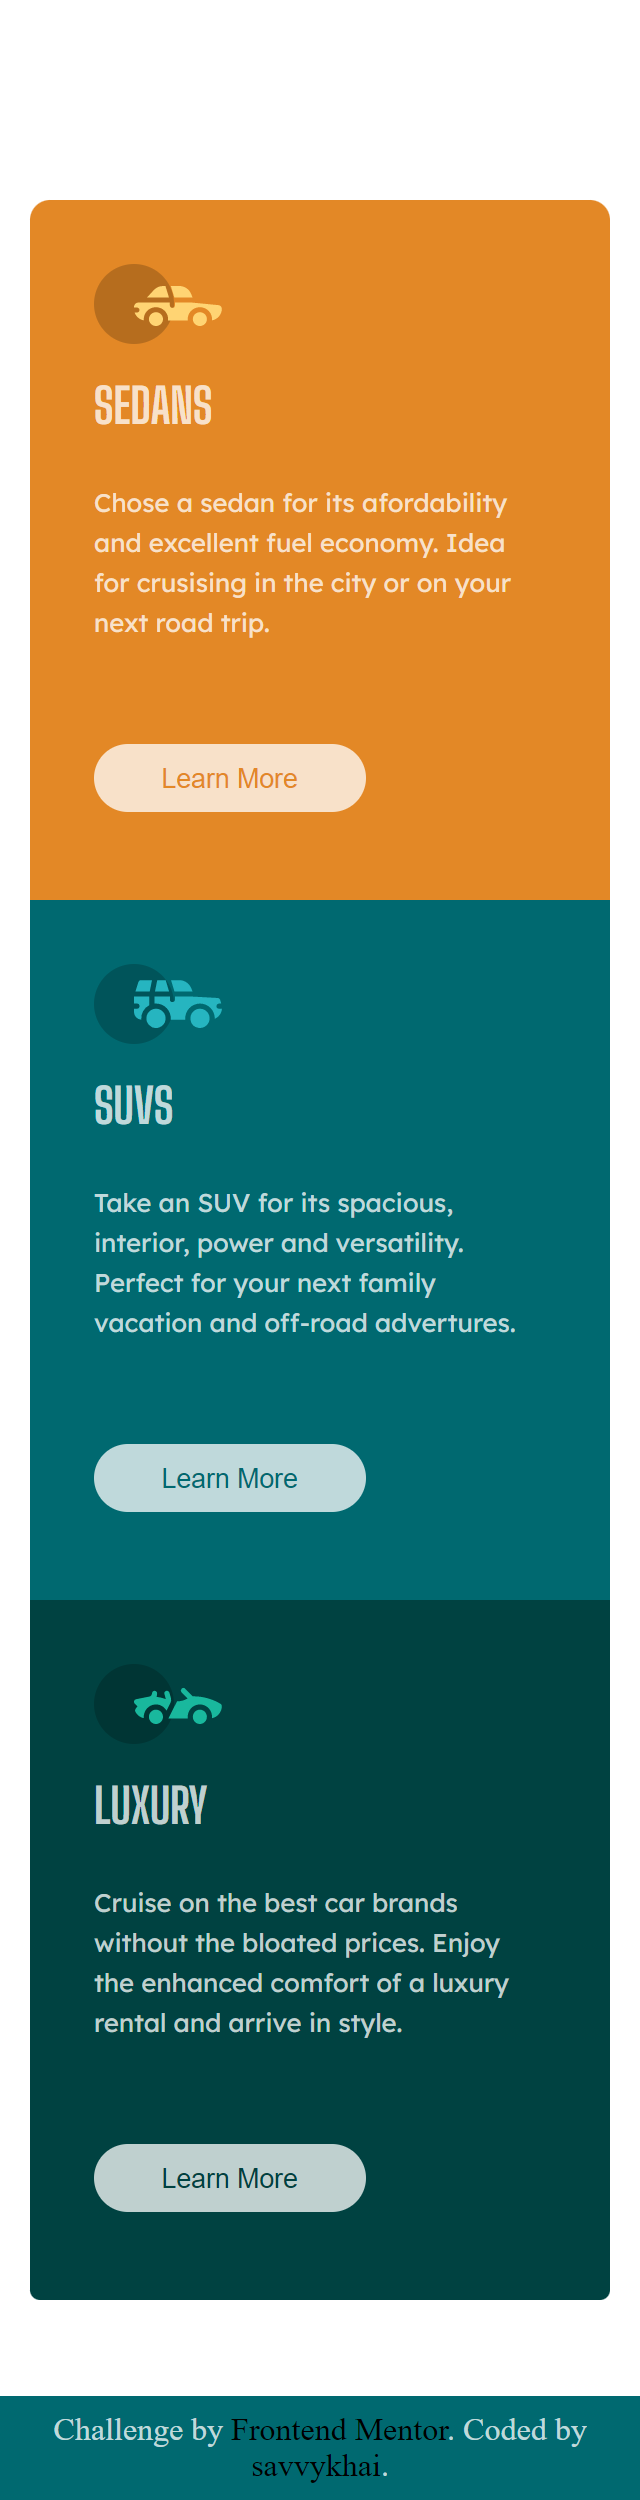 SEDANS
Chose a sedan for its afordability
and excellent fuel economy. Idea
for crusising in the city or on your
next road trip.
Learn More
SUVS
Take an SUV for its spacious,
interior, power and versatility.
Perfect for your next family
vacation and off-road advertures.
Learn More
LUXURY
Cruise on the best car brands
without the bloated prices. Enjoy
the enhanced comfort of a luxury
rental and arrive in style.
Learn More
Challenge by Frontend Mentor. Coded by
savvykhai.